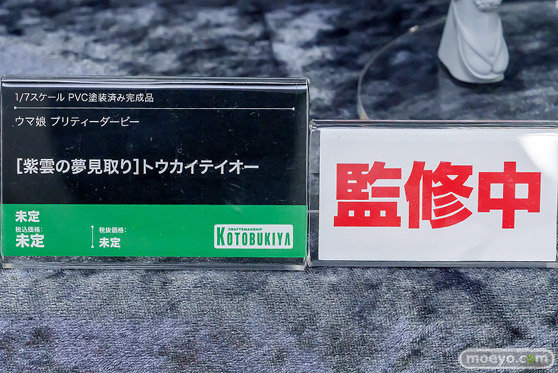 1/7スケール PVC塗装済み完成品
ウマ娘 プリティーダービー
[紫雲の夢見取り]トウカイテイオー
未定
税込価格: 税抜価格:
未定 未定
CRAFTSMANSHIP
KOTOBUKIYA
監修中
moeyo.com